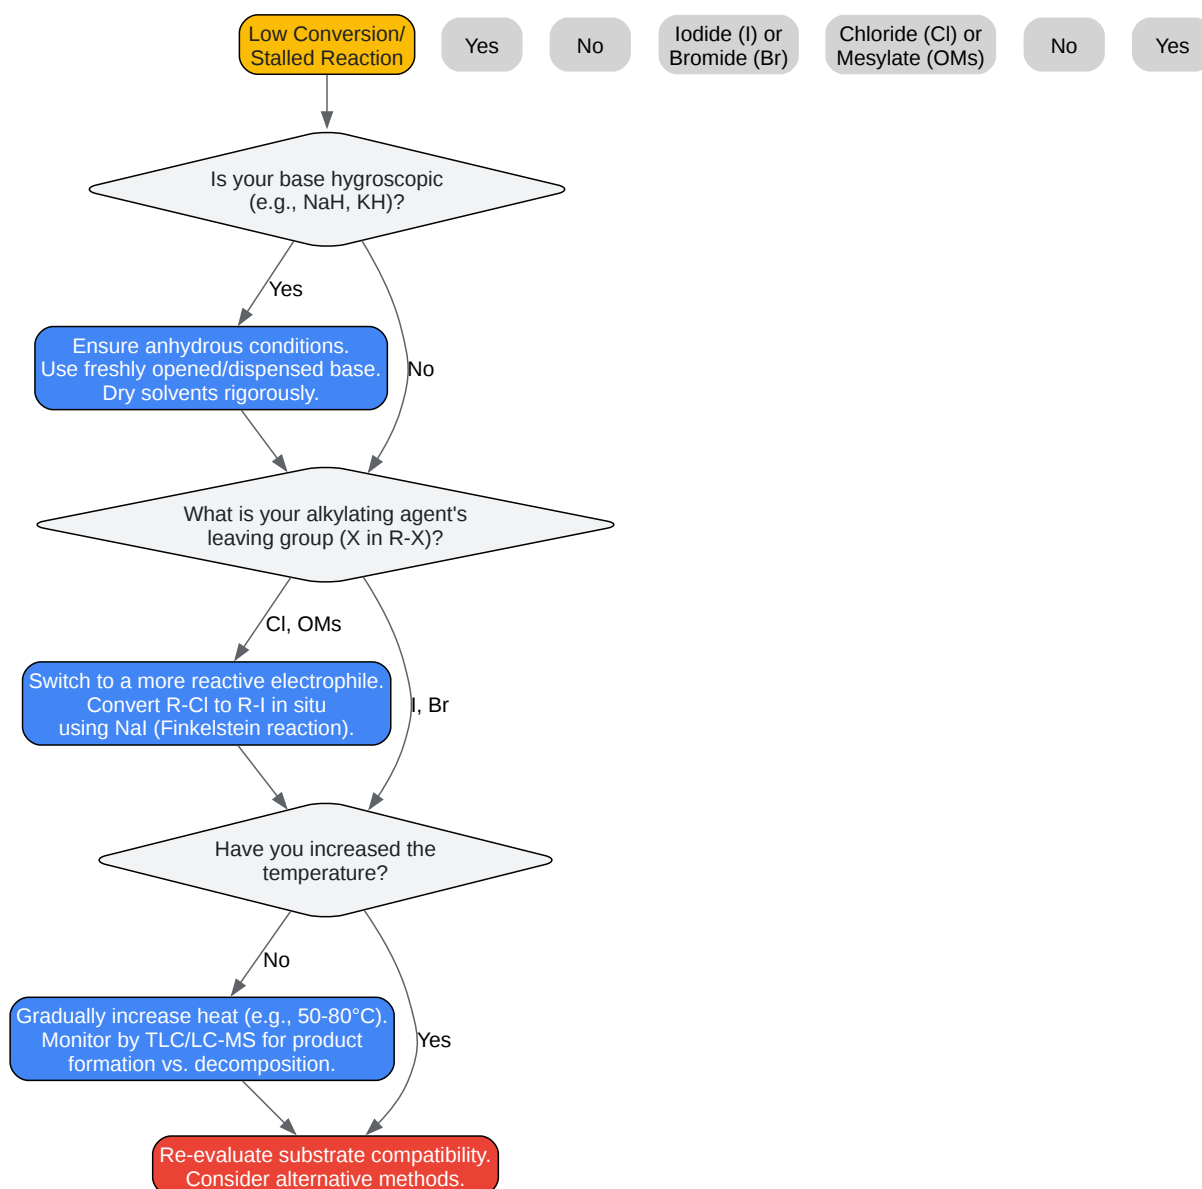 Low Conversion/
Stalled Reaction
Yes
No
Iodide (I) or
Bromide (Br)
Chloride (Cl) or
Mesylate (OMs)
No
Yes
Is your base hygroscopic
(e.g., NaH, KH)?
Yes
No
Ensure anhydrous conditions.
Use freshly opened/dispensed base.
Dry solvents rigorously.
What is your alkylating agent's
leaving group (X in R-X)?
Cl, OMs
I, Br
Switch to a more reactive electrophile.
Convert R-Cl to R-I in situ
using NaI (Finkelstein reaction).
Have you increased the
temperature?
No
Yes
Gradually increase heat (e.g., 50-80°C).
Monitor by TLC/LC-MS for product
formation vs. decomposition.
Re-evaluate substrate compatibility.
Consider alternative methods.